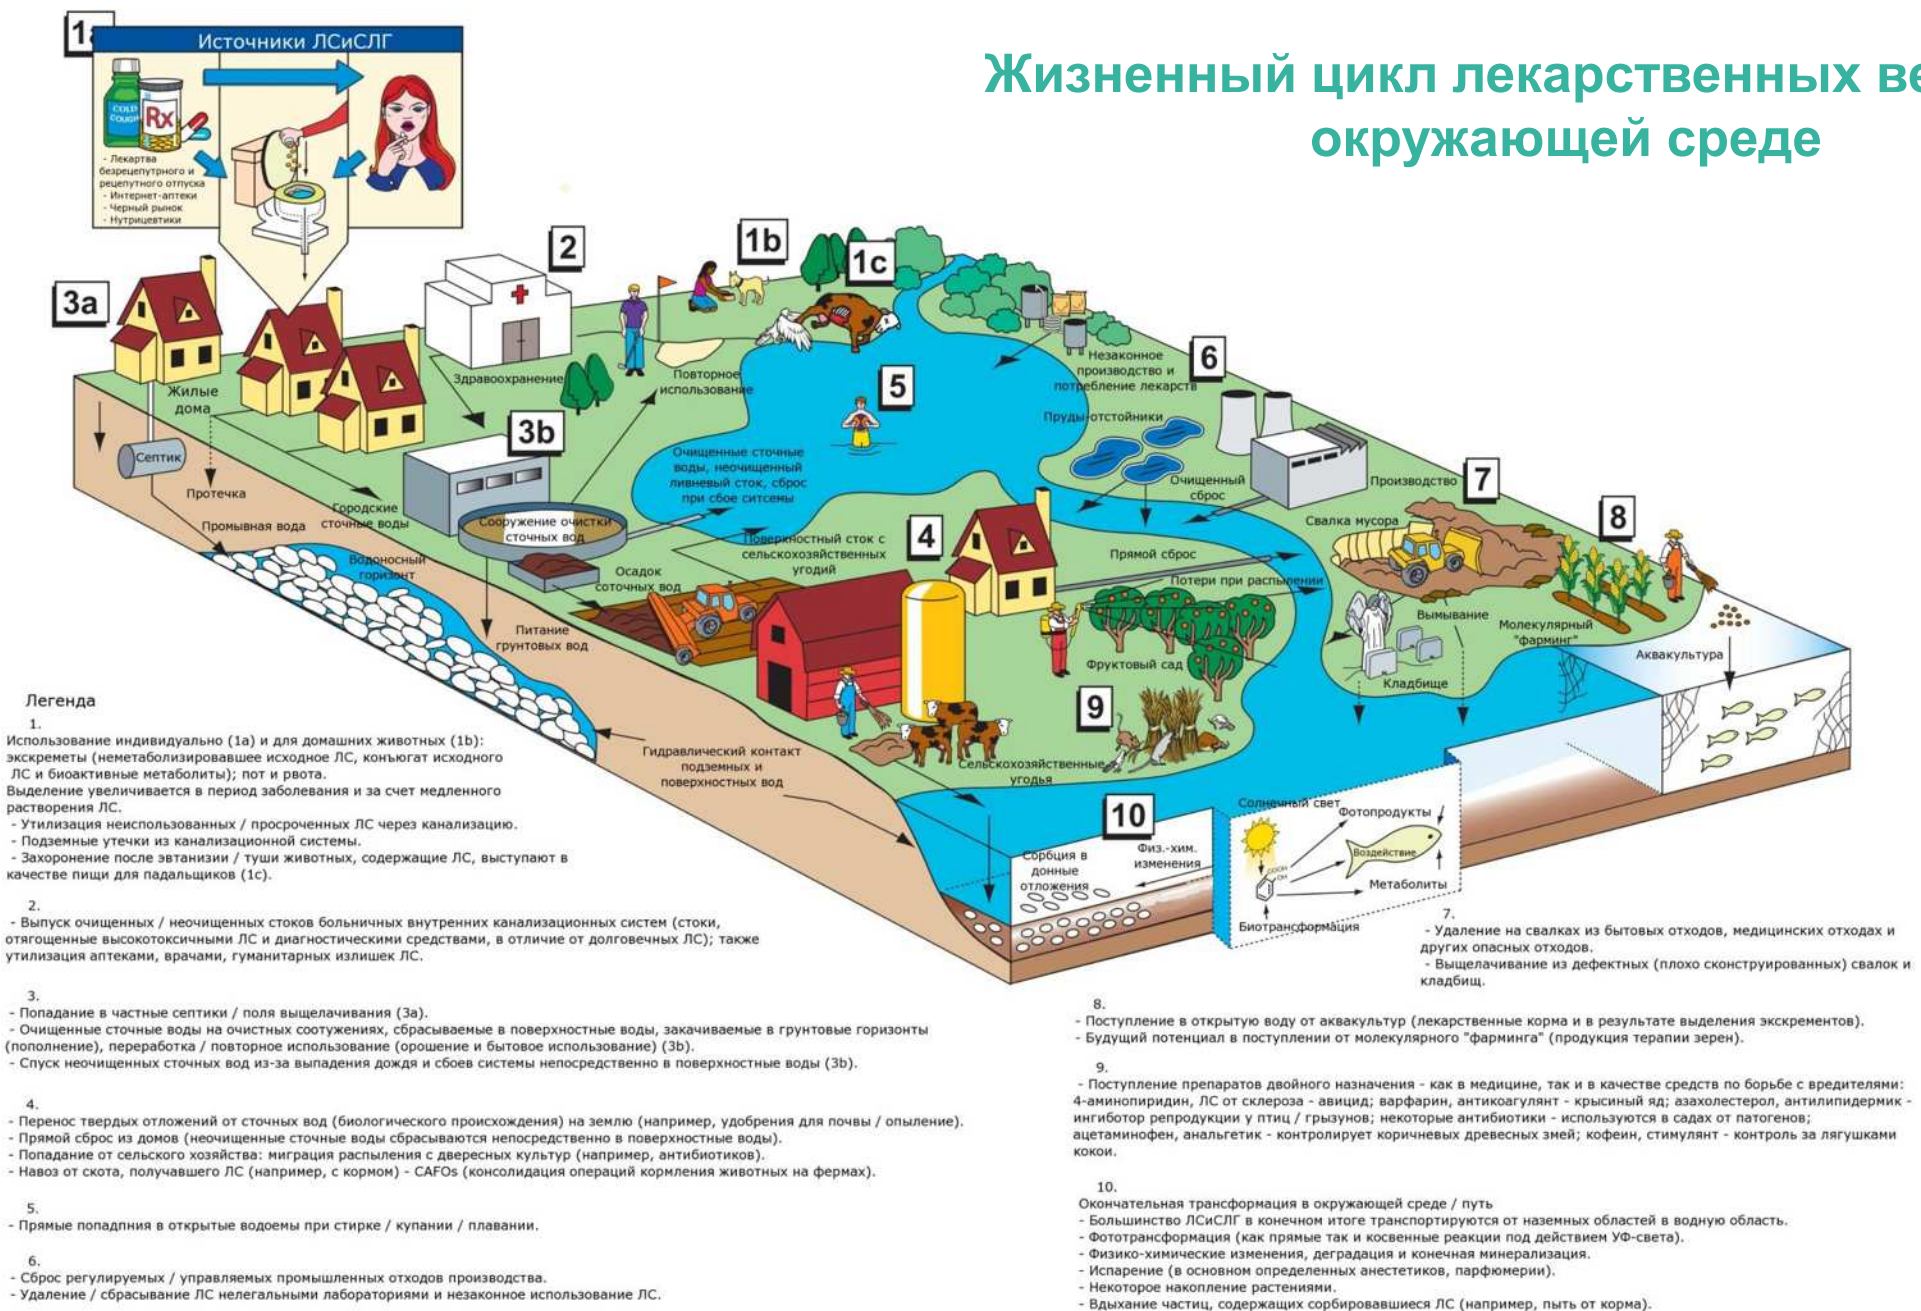 1a
Источники ЛСиСЛГ
Жизненный цикл лекарственных ве
окружающей среде
COLD
COUGH
Rx
- Лекартва
безрецепутрного и
рецепутного отпуска
- Интернет-аптеки
- Черный рынок
- Нутрицевтики
1b
1c
2
3a
Здравоохранение
Повторное
использование
5
Незаконное
производство и
потребление лекарств
6
Пруды-отстойники
Жилые
дома
3b
Септик
Протечка
Очищенные сточные
воды, неочищенный
ливневый сток, сброс
при сбое ситсемы
Очищенный
сброс
Производство
7
Городские
сточные воды
Промывная вода
Сооружение очистки
сточных вод
4
Свалка мусора
8
Водоносный
горизонт
Поверхностный сток с
сельскохозяйственных
угодий
Прямой сброс
Осадок
соточных вод
Потери при распылении
Питание
грунтовых вод
Вымывание
Молекулярный
"фарминг"
Аквакультура
Фруктовый сад
Кладбище
9
Гидравлический контакт
подземных и
поверхностных вод
Сельскохозяйственные
угодья
10
Сорбция в
донные
отложения
Физ.-хим.
изменения
Солнечный свет
Фотопродукты
Воздействие
COOH
OH
Метаболиты
Биотрансформация
Легенда
1.
Использование индивидуально (1a) и для домашних животных (1b):
экскреметы (неметаболизировавшее исходное ЛС, конъюгат исходного
ЛС и биоактивные метаболиты); пот и рвота.
Выделение увеличивается в период заболевания и за счет медленного
растворения ЛС.
- Утилизация неиспользованных / просроченных ЛС через канализацию.
- Подземные утечки из канализационной системы.
- Захоронение после эвтанизии / туши животных, содержащие ЛС, выступают в
качестве пищи для падальщиков (1c).
2.
- Выпуск очищенных / неочищенных стоков больничных внутренних канализационных систем (стоки,
отягощенные высокотоксичными ЛС и диагностическими средствами, в отличие от долговечных ЛС); также
утилизация аптеками, врачами, гуманитарных излишек ЛС.
3.
- Попадание в частные септики / поля выщелачивания (3a).
- Очищенные сточные воды на очистных соотужениях, сбрасываемые в поверхностные воды, закачиваемые в грунтовые горизонты
(пополнение), переработка / повторное использование (орошение и бытовое использование) (3b).
- Спуск неочищенных сточных вод из-за выпадения дождя и сбоев системы непосредственно в поверхностные воды (3b).
4.
- Перенос твердых отложений от сточных вод (биологического происхождения) на землю (например, удобрения для почвы / опыление).
- Прямой сброс из домов (неочищенные сточные воды сбрасываются непосредственно в поверхностные воды).
- Попадание от сельского хозяйства: миграция распыления с двересных культур (например, антибиотиков).
- Навоз от скота, получавшего ЛС (например, с кормом) - CAFOs (консолидация операций кормления животных на фермах).
5.
- Прямые попадпния в открытые водоемы при стирке / купании / плавании.
6.
- Сброс регулируемых / управляемых промышленных отходов производства.
- Удаление / сбрасывание ЛС нелегальными лабораториями и незаконное использование ЛС.
7.
- Удаление на свалках из бытовых отходов, медицинских отходах и
других опасных отходов.
- Выщелачивание из дефектных (плохо сконструированных) свалок и
кладбищ.
8.
- Поступление в открытую воду от аквакультур (лекарственные корма и в результате выделения экскрементов).
- Будущий потенциал в поступлении от молекулярного "фарминга" (продукция терапии зерен).
9.
- Поступление препаратов двойного назначения - как в медицине, так и в качестве средств по борьбе с вредителями:
4-аминопиридин, ЛС от склероза - авицид; варфарин, антикоагулянт - крысиный яд; азахолестерол, антилипидермик -
ингиботор репродукции у птиц / грызунов; некоторые антибиотики - используются в садах от патогенов;
ацетаминофен, анальгетик - контролирует коричневых древесных змей; кофеин, стимулянт - контроль за лягушками
кокои.
10.
Окончательная трансформация в окружающей среде / путь
- Большинство ЛСиСЛГ в конечном итоге транспортируются от наземных областей в водную область.
- Фототрансформация (как прямые так и косвенные реакции под действием УФ-света).
- Физико-химические изменения, деградация и конечная минерализация.
- Испарение (в основном определенных анестетиков, парфюмерии).
- Некоторое накопление растениями.
- Вдыхание частиц, содержащих сорбировавшиеся ЛС (например, пыть от корма).